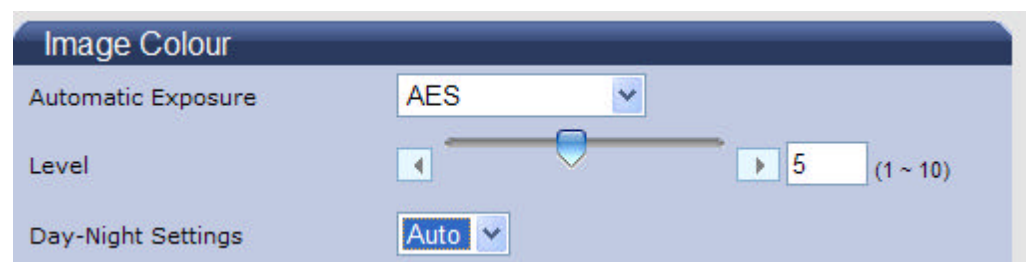 Image Colour
Automatic Exposure AES
Level 5 (1 ~ 10)
Day-Night Settings Auto